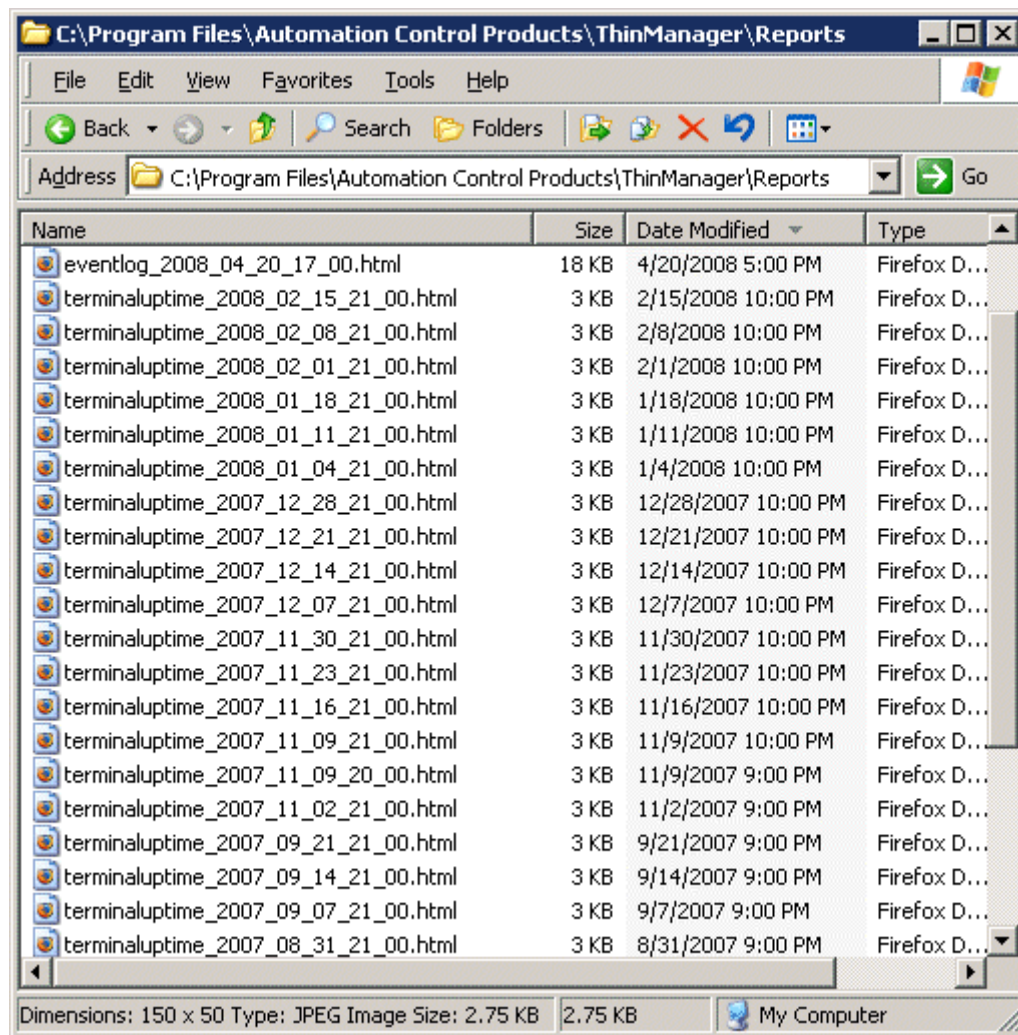 C:\Program Files\Automation Control Products\ThinManager\Reports
File Edit View Favorites Tools Help
Back Search Folders
Address C:\Program Files\Automation Control Products\ThinManager\Reports Go
Name Size Date Modified Type
eventlog_2008_04_20_17_00.html 18 KB 4/20/2008 5:00 PM Firefox D...
terminaluptime_2008_02_15_21_00.html 3 KB 2/15/2008 10:00 PM Firefox D...
terminaluptime_2008_02_08_21_00.html 3 KB 2/8/2008 10:00 PM Firefox D...
terminaluptime_2008_02_01_21_00.html 3 KB 2/1/2008 10:00 PM Firefox D...
terminaluptime_2008_01_18_21_00.html 3 KB 1/18/2008 10:00 PM Firefox D...
terminaluptime_2008_01_11_21_00.html 3 KB 1/11/2008 10:00 PM Firefox D...
terminaluptime_2008_01_04_21_00.html 3 KB 1/4/2008 10:00 PM Firefox D...
terminaluptime_2007_12_28_21_00.html 3 KB 12/28/2007 10:00 PM Firefox D...
terminaluptime_2007_12_21_21_00.html 3 KB 12/21/2007 10:00 PM Firefox D...
terminaluptime_2007_12_14_21_00.html 3 KB 12/14/2007 10:00 PM Firefox D...
terminaluptime_2007_12_07_21_00.html 3 KB 12/7/2007 10:00 PM Firefox D...
terminaluptime_2007_11_30_21_00.html 3 KB 11/30/2007 10:00 PM Firefox D...
terminaluptime_2007_11_23_21_00.html 3 KB 11/23/2007 10:00 PM Firefox D...
terminaluptime_2007_11_16_21_00.html 3 KB 11/16/2007 10:00 PM Firefox D...
terminaluptime_2007_11_09_21_00.html 3 KB 11/9/2007 10:00 PM Firefox D...
terminaluptime_2007_11_09_20_00.html 3 KB 11/9/2007 9:00 PM Firefox D...
terminaluptime_2007_11_02_21_00.html 3 KB 11/2/2007 9:00 PM Firefox D...
terminaluptime_2007_09_21_21_00.html 3 KB 9/21/2007 9:00 PM Firefox D...
terminaluptime_2007_09_14_21_00.html 3 KB 9/14/2007 9:00 PM Firefox D...
terminaluptime_2007_09_07_21_00.html 3 KB 9/7/2007 9:00 PM Firefox D...
terminaluptime_2007_08_31_21_00.html 3 KB 8/31/2007 9:00 PM Firefox D...
Dimensions: 150 x 50 Type: JPEG Image Size: 2.75 KB 2.75 KB My Computer